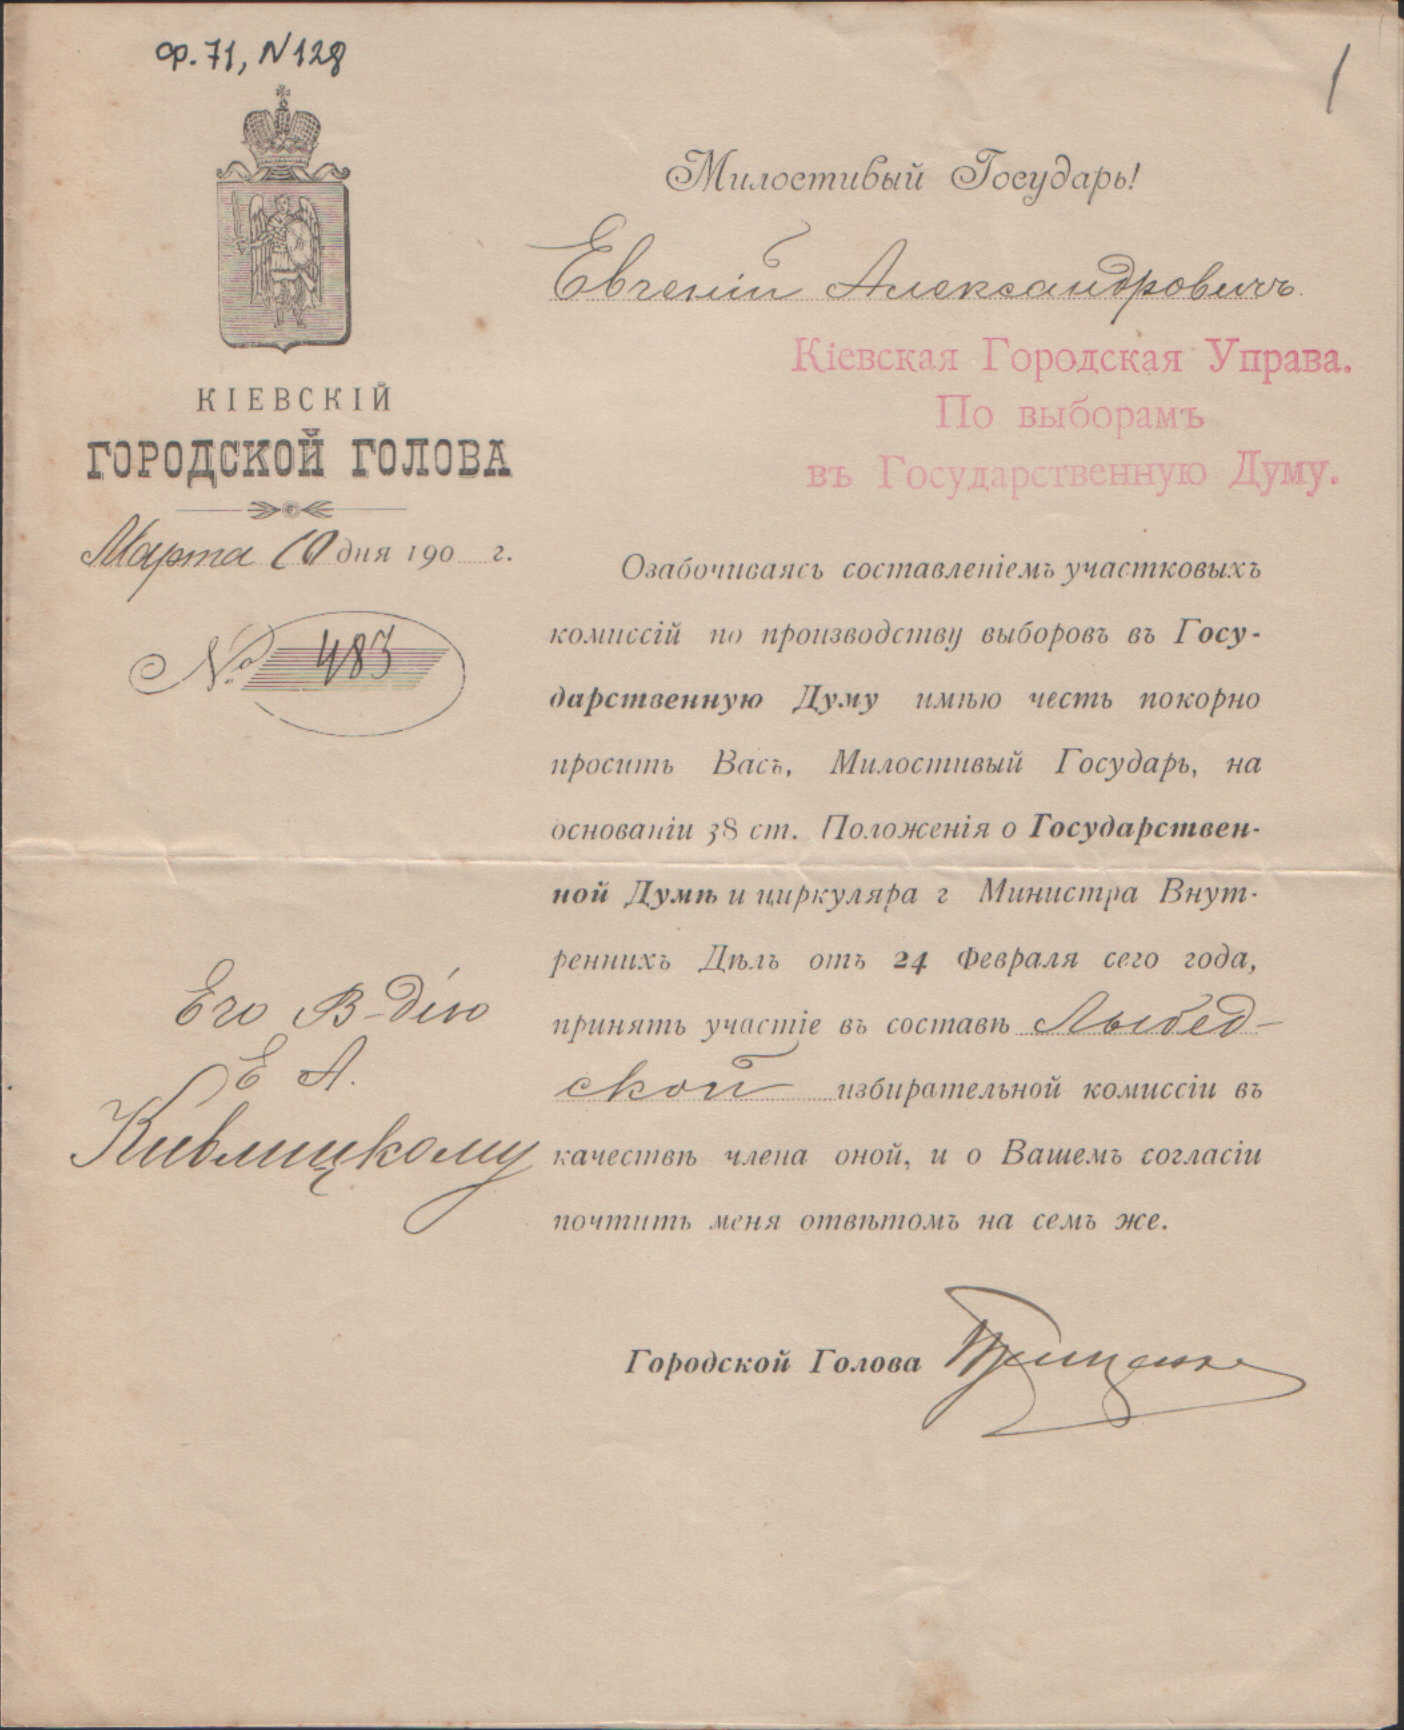 ф. 71, N 128
1
КІЕВСКІЙ
ГОРОДСКОЙ ГОЛОВА
Марта 10 дня 190 г.
№ 483
Милостивый Государь!
Евгеній Александровичъ
Кіевская Городская Управа.
По выборамъ
въ Государственную Думу.
Озабочиваясь составленіемъ участковыхъ
комиссій по производству выборовъ въ Госу-
дарственную Думу имѣю честь покорно
просить Васъ, Милостивый Государь, на
основаніи 38 ст. Положенія о Государствен-
ной Думѣ и циркуляра г Министра Внут-
реннихъ Дѣлъ отъ 24 Февраля сего года,
принять участіе въ составѣ Лыбед-
ской избирательной комиссіи въ
качествѣ члена оной, и о Вашемъ согласіи
почтить меня отвѣтомъ на семъ же.
Его В-дію
Е А.
Кивлицкому
Городской Голова